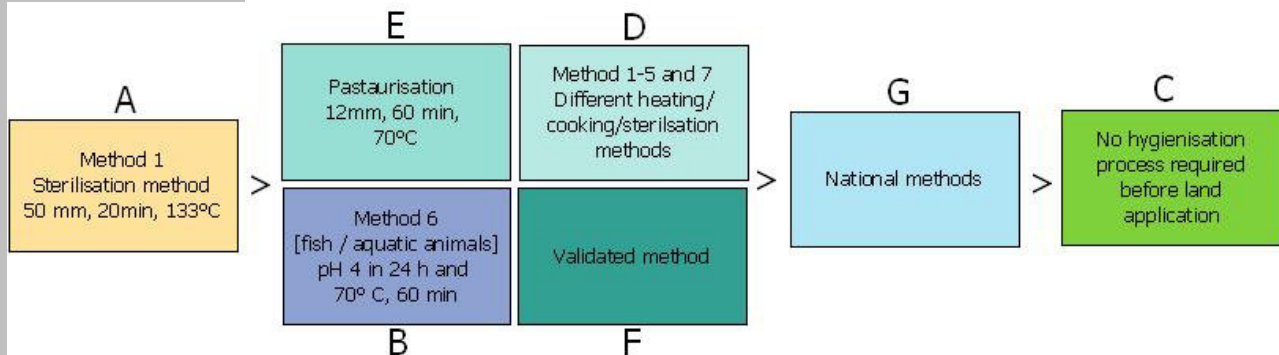 A
Method 1
Sterilisation method
50 mm, 20min, 133ºC
>
E
Pastaurisation
12mm, 60 min,
70ºC
Method 6
[fish / aquatic animals]
pH 4 in 24 h and
70º C, 60 min
B
D
Method 1-5 and 7
Different heating/
cooking/sterilsation
methods
Validated method
F
>
G
National methods
>
C
No hygienisation
process required
before land
application